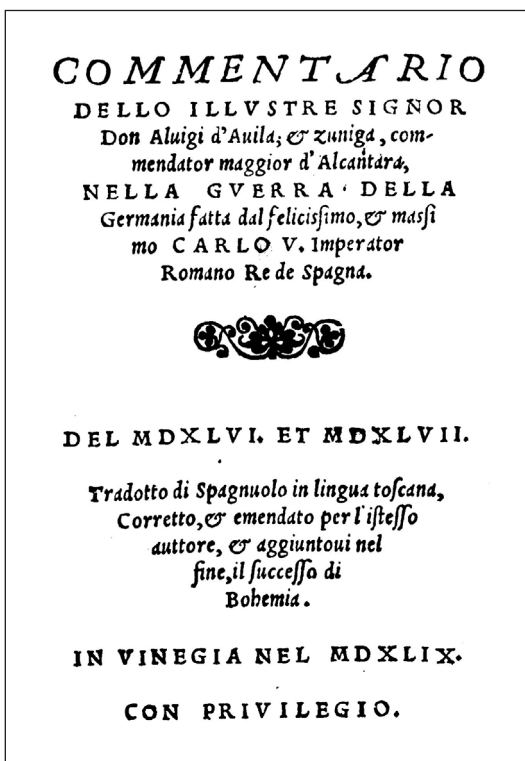 COMMENTARIO
DELLO ILLVSTRE SIGNOR
Don Aluigi d'Auila; & zuniga, com-
mendator maggior d'Alcantara,
NELLA GVERRA DELLA
Germania fatta dal felicissimo, & massi
mo CARLO V. Imperator
Romano Re de Spagna.
DEL MDXLVI. ET MDXLVII.
Tradotto di Spagnuolo in lingua toscana,
Corretto, & emendato per l'istesso
auttore, & aggiuntoui nel
fine, il successo di
Bohemia.
IN VINEGIA NEL MDXLIX.
CON PRIVILEGIO.